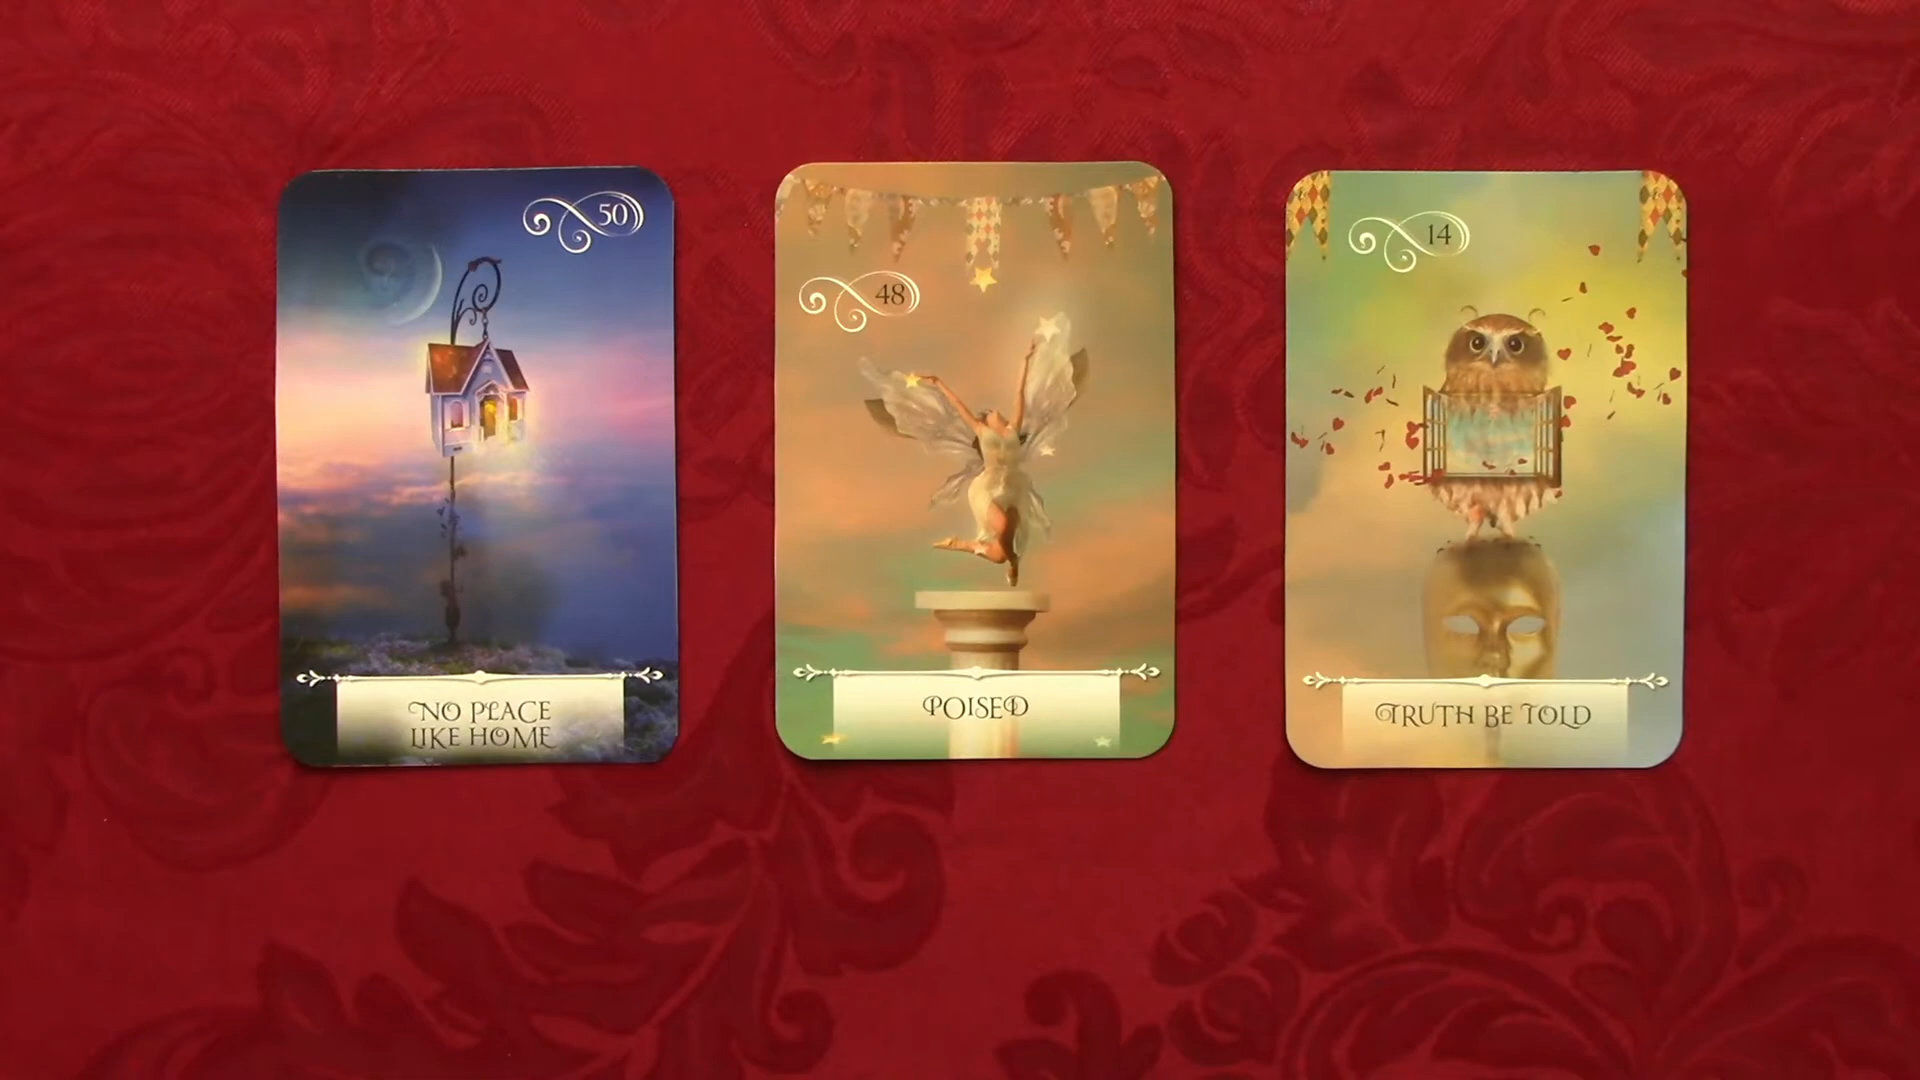 50
NO PLACE
LIKE HOME
48
POISED
14
TRUTH BE TOLD